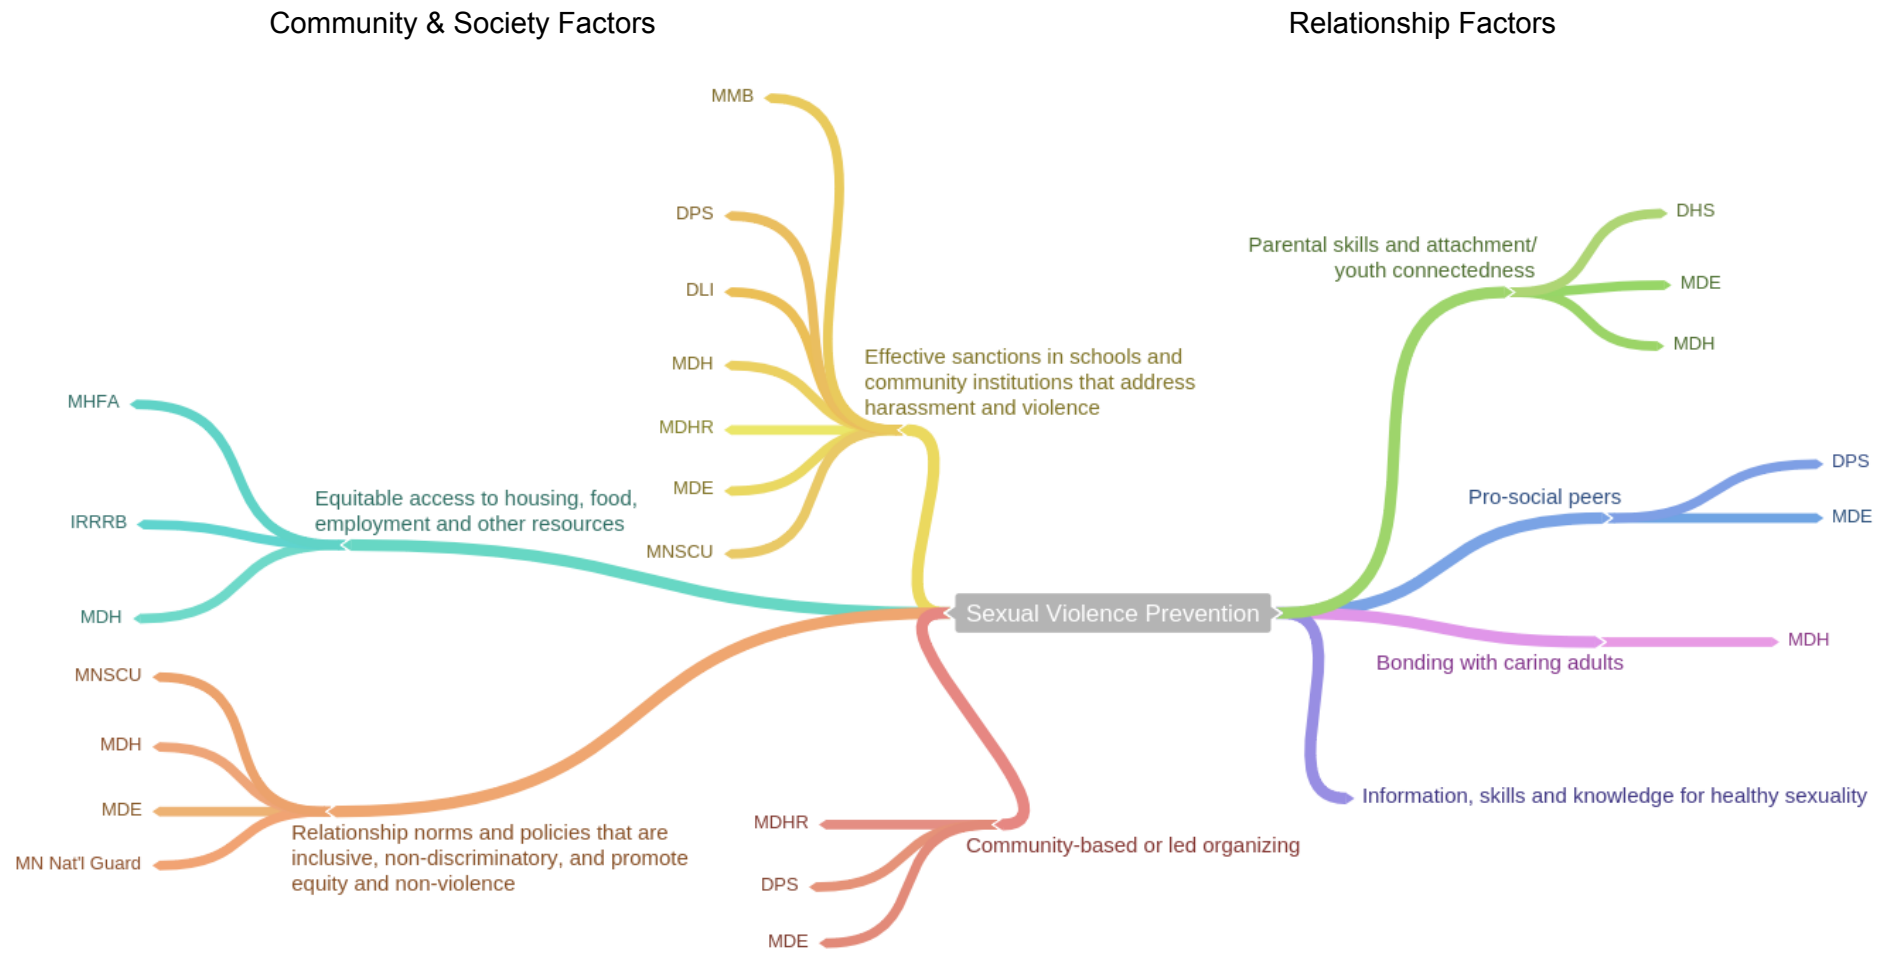 Community & Society Factors
Relationship Factors
MMB
DPS
DLI
MDH
MDHR
MDE
MNSCU
Effective sanctions in schools and
community institutions that address
harassment and violence
MHFA
IRRRB
MDH
Equitable access to housing, food,
employment and other resources
MNSCU
MDH
MDE
MN Nat'l Guard
Relationship norms and policies that are
inclusive, non-discriminatory, and promote
equity and non-violence
MDHR
DPS
MDE
Community-based or led organizing
Sexual Violence Prevention
Parental skills and attachment/
youth connectedness
DHS
MDE
MDH
Pro-social peers
DPS
MDE
Bonding with caring adults
MDH
Information, skills and knowledge for healthy sexuality